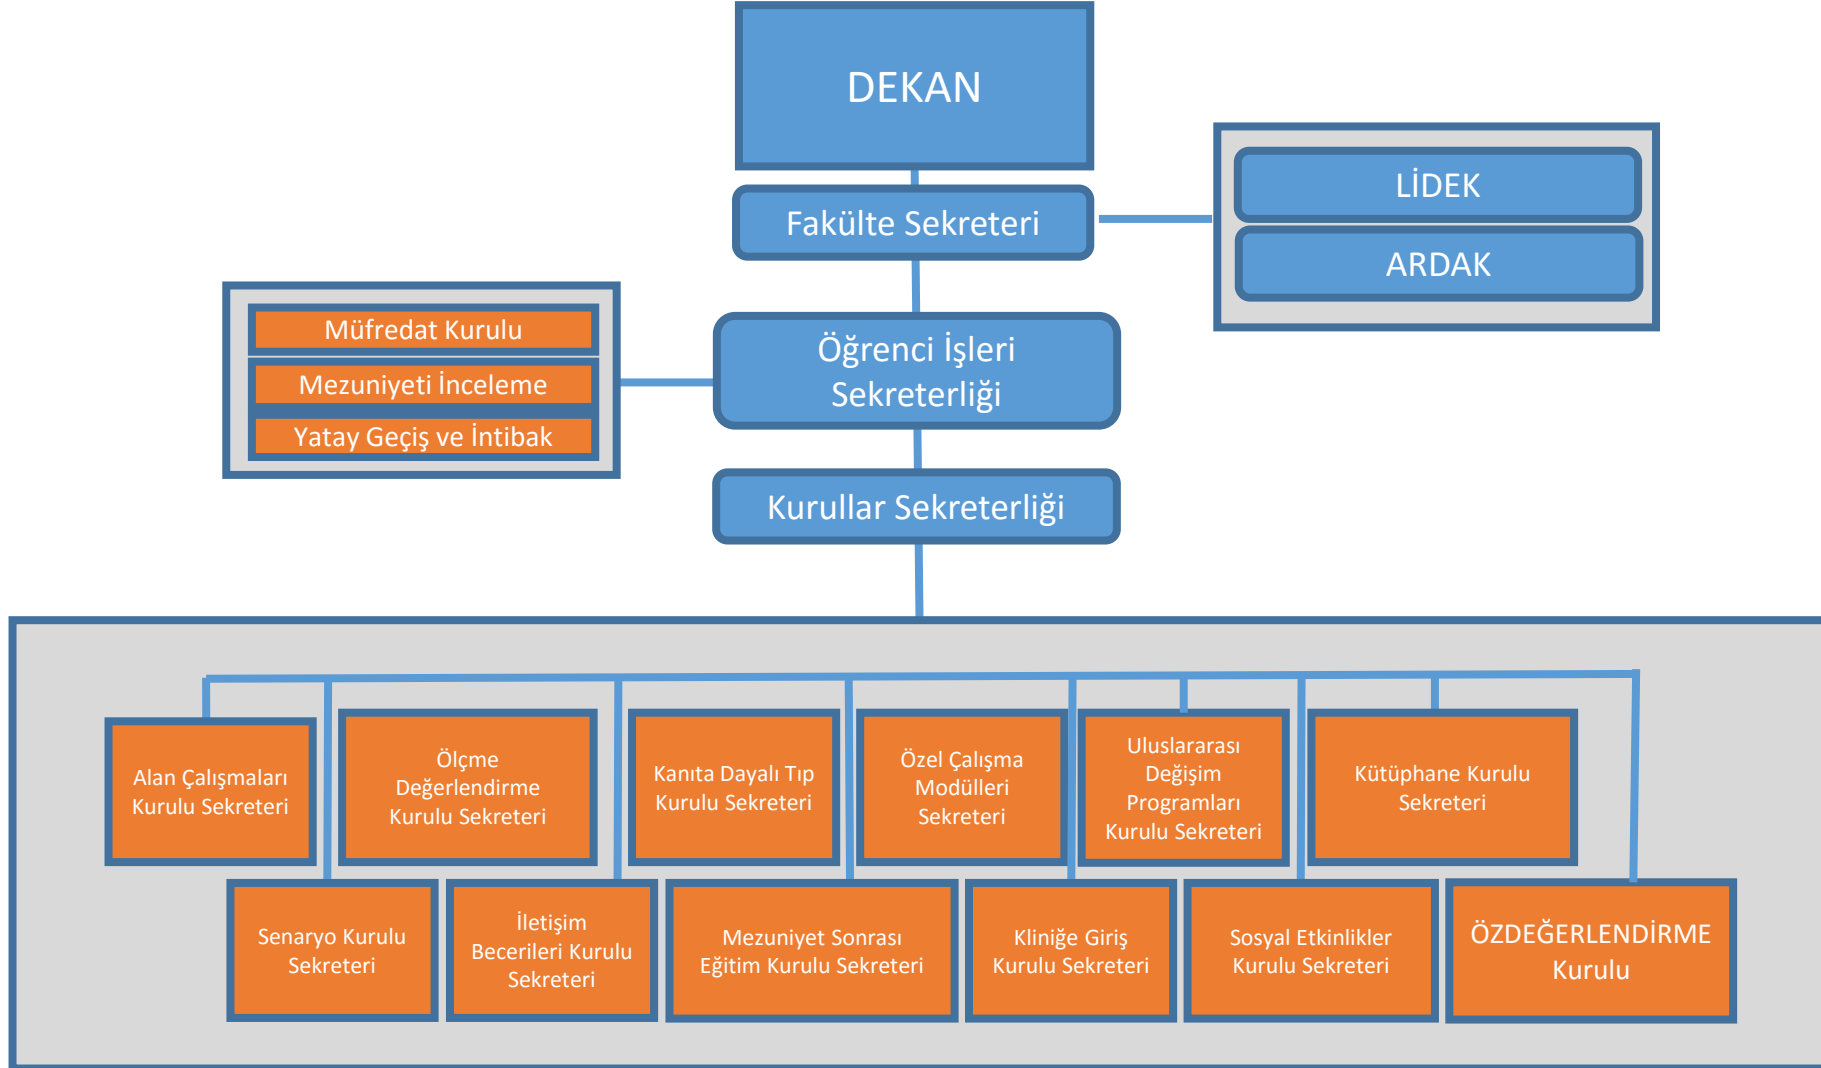 DEKAN
LİDEK
Fakülte Sekreteri
ARDAK
Müfredat Kurulu
Mezuniyeti İnceleme
Yatay Geçiş ve İntibak
Öğrenci İşleri
Sekreterliği
Kurullar Sekreterliği
Alan Çalışmaları
Kurulu Sekreteri
Ölçme
Değerlendirme
Kurulu Sekreteri
Kanıta Dayalı Tıp
Kurulu Sekreteri
Özel Çalışma
Modülleri
Sekreteri
Uluslararası
Değişim
Programları
Kurulu Sekreteri
Kütüphane Kurulu
Sekreteri
Senaryo Kurulu
Sekreteri
İletişim
Becerileri Kurulu
Sekreteri
Mezuniyet Sonrası
Eğitim Kurulu Sekreteri
Kliniğe Giriş
Kurulu Sekreteri
Sosyal Etkinlikler
Kurulu Sekreteri
ÖZDEĞERLENDİRME
Kurulu